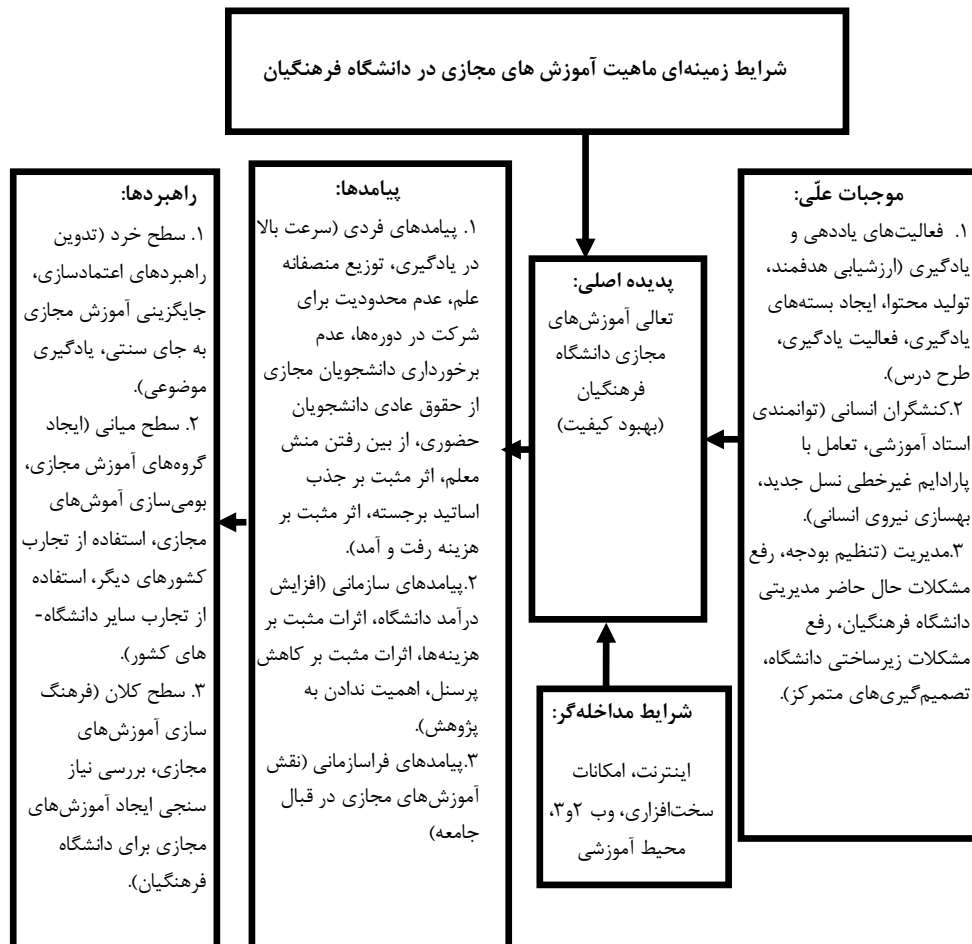 شرایط زمینه‌ای ماهیت آموزش های مجازی در دانشگاه فرهنگیان
موجبات علّی:
۱. فعالیت‌های یاددهی و
یادگیری (ارزشیابی هدفمند،
تولید محتوا، ایجاد بسته‌های
یادگیری، فعالیت یادگیری،
طرح درس).
۲.کنشگران انسانی (توانمندی
استاد آموزشی، تعامل با
پارادایم غیرخطی نسل جدید،
بهسازی نیروی انسانی).
۳.مدیریت (تنظیم بودجه، رفع
مشکلات حال حاضر مدیریتی
دانشگاه فرهنگیان، رفع
مشکلات زیرساختی دانشگاه،
تصمیم‌گیری‌های متمرکز).
پدیده اصلی:
تعالی آموزش‌های
مجازی دانشگاه
فرهنگیان
(بهبود کیفیت)
شرایط مداخله‌گر:
اینترنت، امکانات
سخت‌افزاری، وب ۲و۳،
محیط آموزشی
پیامدها:
۱. پیامدهای فردی (سرعت بالا
در یادگیری، توزیع منصفانه
علم، عدم محدودیت برای
شرکت در دوره‌ها، عدم
برخورداری دانشجویان مجازی
از حقوق عادی دانشجویان
حضوری، از بین رفتن منش
معلم، اثر مثبت بر جذب
اساتید برجسته، اثر مثبت بر
هزینه رفت و آمد).
۲.پیامدهای سازمانی (افزایش
درآمد دانشگاه، اثرات مثبت بر
هزینه‌ها، اثرات مثبت بر کاهش
پرسنل، اهمیت ندادن به
پژوهش).
۳.پیامدهای فراسازمانی (نقش
آموزش‌های مجازی در قبال
جامعه)
راهبردها:
۱. سطح خرد (تدوین
راهبردهای اعتمادسازی،
جایگزینی آموزش مجازی
به جای سنتی، یادگیری
موضوعی).
۲. سطح میانی (ایجاد
گروه‌های آموزش مجازی،
بومی‌سازی آموش‌های
مجازی، استفاده از تجارب
کشورهای دیگر، استفاده
از تجارب سایر دانشگاه-
های کشور).
۳. سطح کلان (فرهنگ
سازی آموزش‌های
مجازی، بررسی نیاز
سنجی ایجاد آموزش‌های
مجازی برای دانشگاه
فرهنگیان).